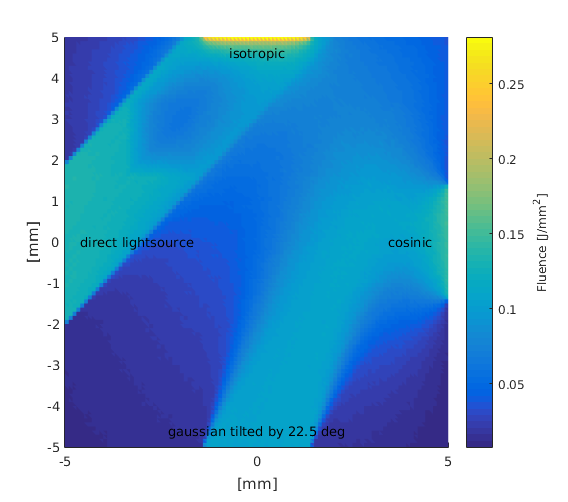 5
4
3
2
1
0
-1
-2
-3
-4
-5
[mm]
-5
0
5
[mm]
isotropic
direct lightsource
cosinic
gaussian tilted by 22.5 deg
0.25
0.2
0.15
0.1
0.05
Fluence [J/mm²]